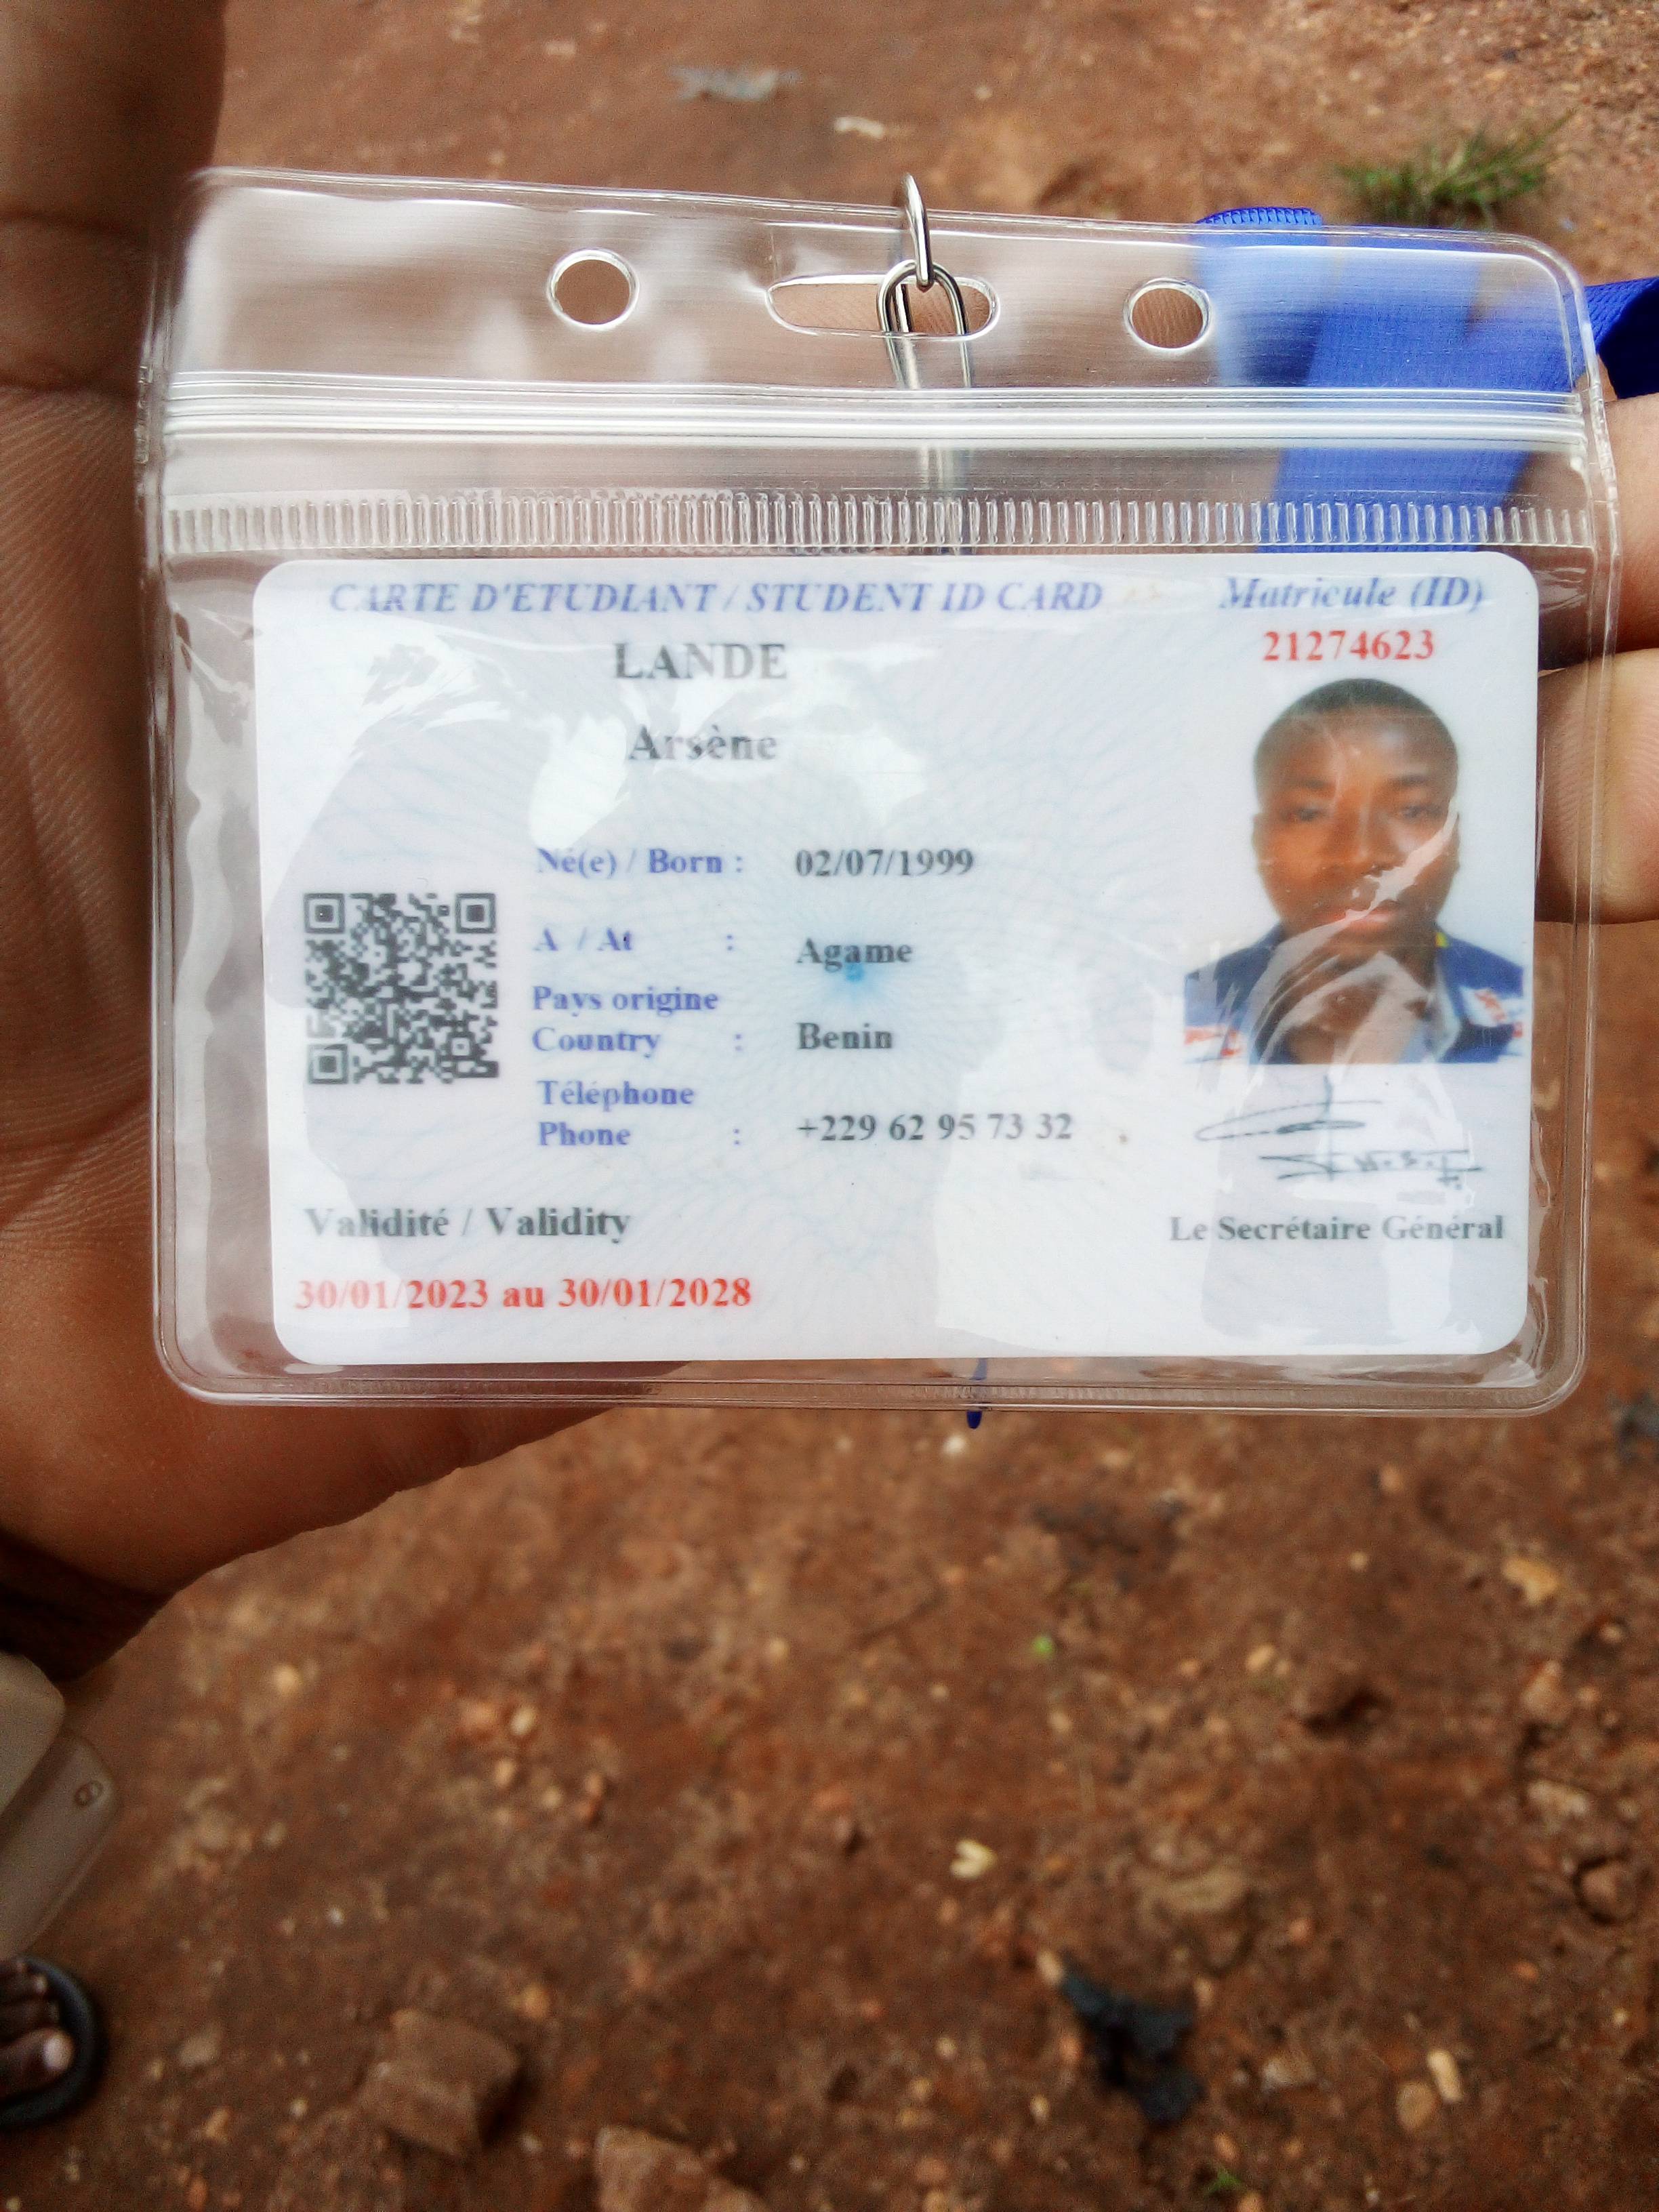 CARTE D'ETUDIANT / STUDENT ID CARD
Matricule (ID)
21274623
LANDE
Arsène
Né(e) / Born : 02/07/1999
A / At : Agame
Pays origine
Country : Benin
Téléphone
Phone : +229 62 95 73 32
Validité / Validity
30/01/2023 au 30/01/2028
Le Secrétaire Général